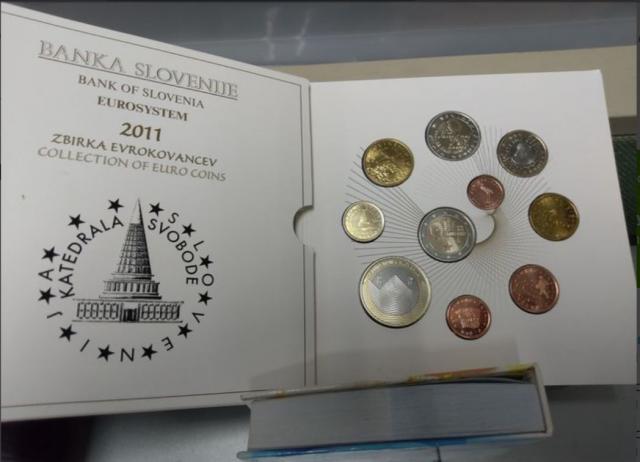 BANKA SLOVENIJE
BANK OF SLOVENIA
EUROSYSTEM
2011
ZBIRKA EVROKOVANCEV
COLLECTION OF EURO COINS
KATEDRALA SVOBODE
SLOVENIJA